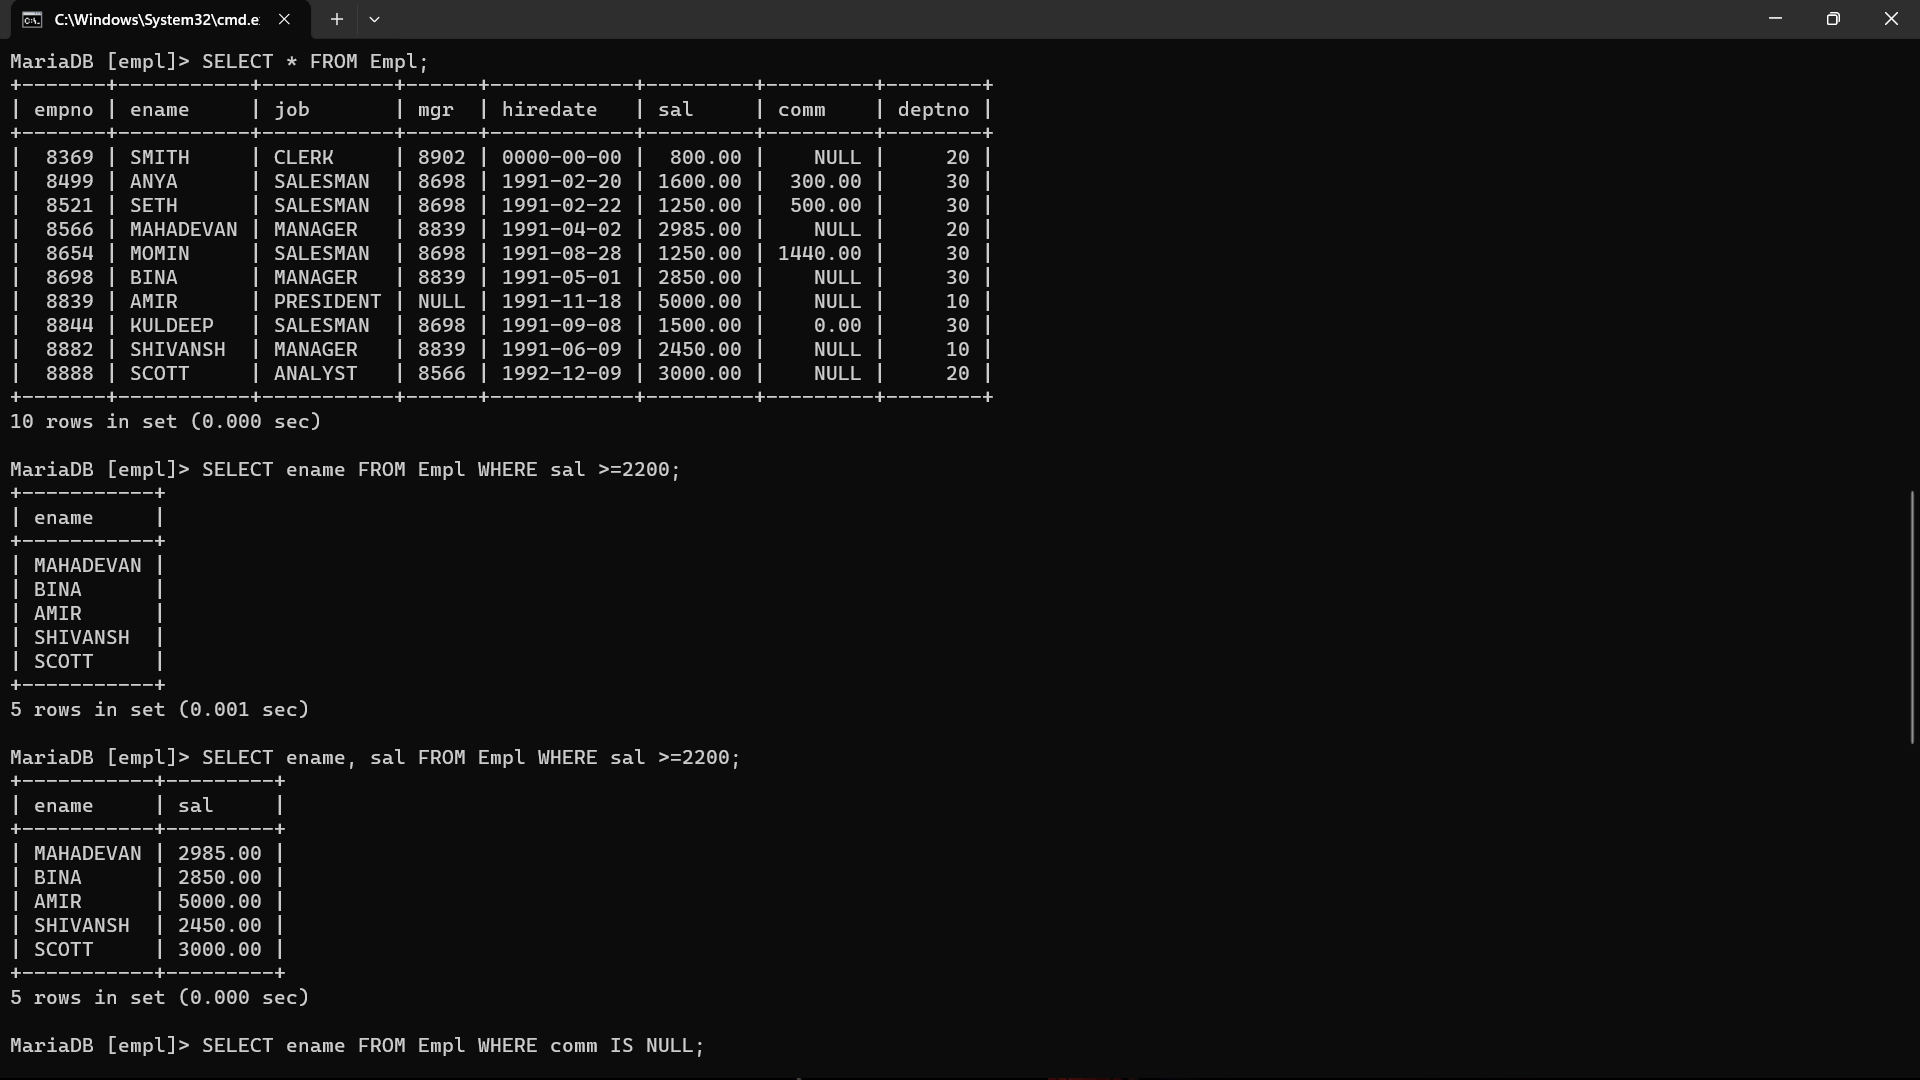 C:\Windows\System32\cmd.e
MariaDB [empl]> SELECT * FROM Empl;
+-------+-----------+-----------+------+------------+---------+---------+--------+
| empno | ename     | job       | mgr  | hiredate   | sal     | comm    | deptno |
+-------+-----------+-----------+------+------------+---------+---------+--------+
|  8369 | SMITH     | CLERK     | 8902 | 0000-00-00 |  800.00 |    NULL |     20 |
|  8499 | ANYA      | SALESMAN  | 8698 | 1991-02-20 | 1600.00 |  300.00 |     30 |
|  8521 | SETH      | SALESMAN  | 8698 | 1991-02-22 | 1250.00 |  500.00 |     30 |
|  8566 | MAHADEVAN | MANAGER   | 8839 | 1991-04-02 | 2985.00 |    NULL |     20 |
|  8654 | MOMIN     | SALESMAN  | 8698 | 1991-08-28 | 1250.00 | 1440.00 |     30 |
|  8698 | BINA      | MANAGER   | 8839 | 1991-05-01 | 2850.00 |    NULL |     30 |
|  8839 | AMIR      | PRESIDENT | NULL | 1991-11-18 | 5000.00 |    NULL |     10 |
|  8844 | KULDEEP   | SALESMAN  | 8698 | 1991-09-08 | 1500.00 |    0.00 |     30 |
|  8882 | SHIVANSH  | MANAGER   | 8839 | 1991-06-09 | 2450.00 |    NULL |     10 |
|  8888 | SCOTT     | ANALYST   | 8566 | 1992-12-09 | 3000.00 |    NULL |     20 |
+-------+-----------+-----------+------+------------+---------+---------+--------+
10 rows in set (0.000 sec)
MariaDB [empl]> SELECT ename FROM Empl WHERE sal >=2200;
+-----------+
| ename     |
+-----------+
| MAHADEVAN |
| BINA      |
| AMIR      |
| SHIVANSH  |
| SCOTT     |
+-----------+
5 rows in set (0.001 sec)
MariaDB [empl]> SELECT ename, sal FROM Empl WHERE sal >=2200;
+-----------+---------+
| ename     | sal     |
+-----------+---------+
| MAHADEVAN | 2985.00 |
| BINA      | 2850.00 |
| AMIR      | 5000.00 |
| SHIVANSH  | 2450.00 |
| SCOTT     | 3000.00 |
+-----------+---------+
5 rows in set (0.000 sec)
MariaDB [empl]> SELECT ename FROM Empl WHERE comm IS NULL;